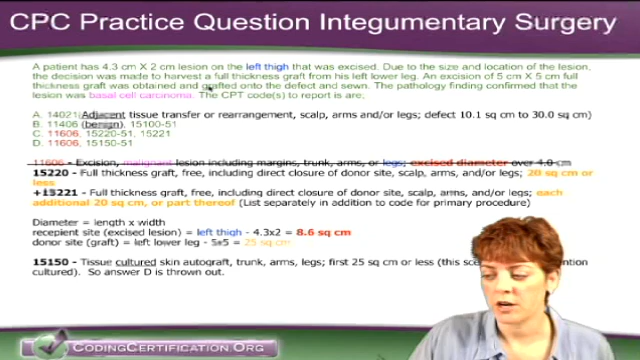 CPC Practice Question Integumentary Surgery
A patient has 4.3 cm X 2 cm lesion on the left thigh that was excised. Due to the size and location of the lesion,
the decision was made to harvest a full thickness graft from his left lower leg. An excision of 5 cm X 5 cm full
thickness graft was obtained and grafted onto the defect and sewn. The pathology finding confirmed that the
lesion was basal cell carcinoma. The CPT code(s) to report is are;
A. 14021(Adjacent tissue transfer or rearrangement, scalp, arms and/or legs; defect 10.1 sq cm to 30.0 sq cm)
B. 11406 (benign). 15100-51
C. 11606, 15220-51, 15221
D. 11606, 15150-51
11606 - Excision, malignant lesion including margins, trunk, arms, or legs; excised diameter over 4.0 cm
15220 - Full thickness graft, free, including direct closure of donor site, scalp, arms, and/or legs; 20 sq cm or
less
+15221 - Full thickness graft, free, including direct closure of donor site, scalp, arms, and/or legs; each
additional 20 sq cm, or part thereof (List separately in addition to code for primary procedure)
Diameter = length x width
recepient site (excised lesion) = left thigh - 4.3x2 = 8.6 sq cm
donor site (graft) = left lower leg - 5x5 = 25 sq cm
15150 - Tissue cultured skin autograft, trunk, arms, legs; first 25 sq cm or less (this
cultured). So answer D is thrown out.
CODINGCERTIFICATION.ORG